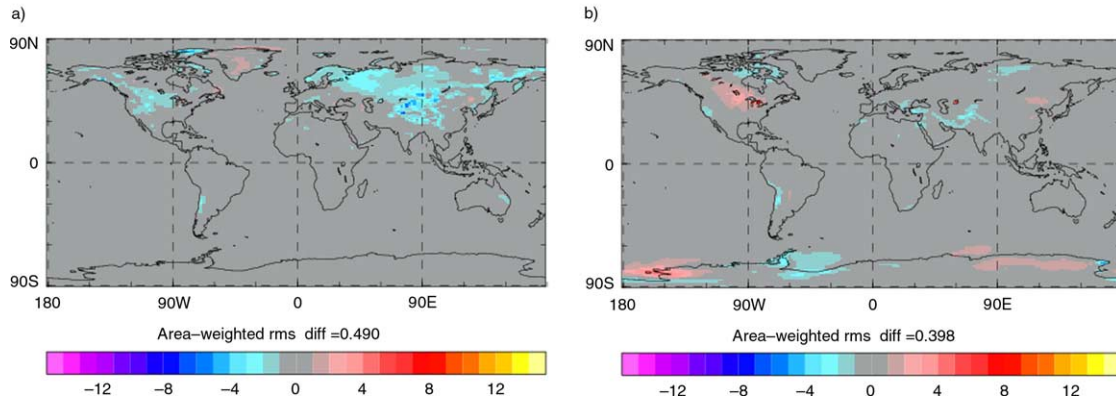 a)
90N
0
90S
180 90W 0 90E
Area-weighted rms diff =0.490
-12 -8 -4 0 4 8 12
b)
90N
0
90S
180 90W 0 90E
Area-weighted rms diff =0.398
-12 -8 -4 0 4 8 12